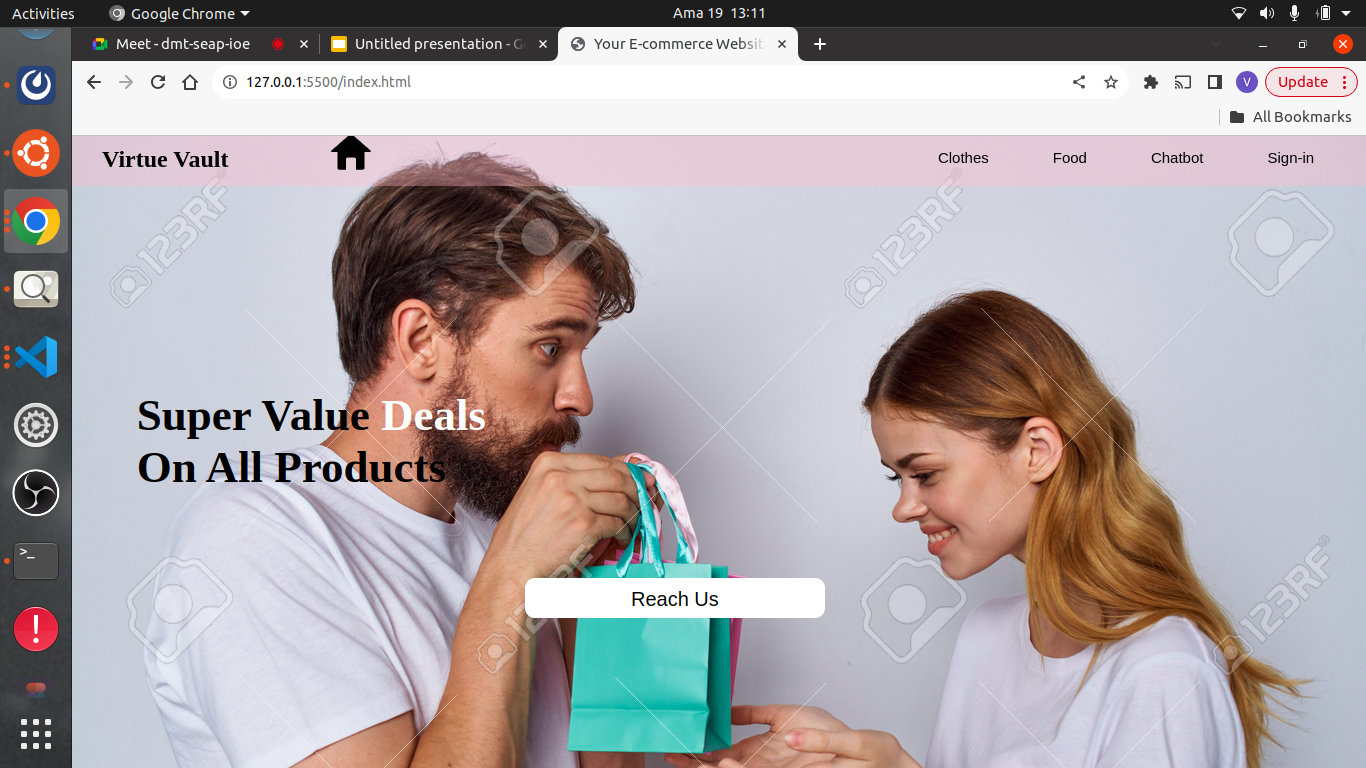 Activities
Google Chrome
Ama 19 13:11
Meet - dmt-seap-ioe
Untitled presentation - G
Your E-commerce Websit
127.0.0.1:5500/index.html
V
Update
All Bookmarks
Virtue Vault
Clothes
Food
Chatbot
Sign-in
123RF
123RF
Super Value Deals
On All Products
Reach Us
123RF
123RF
>_